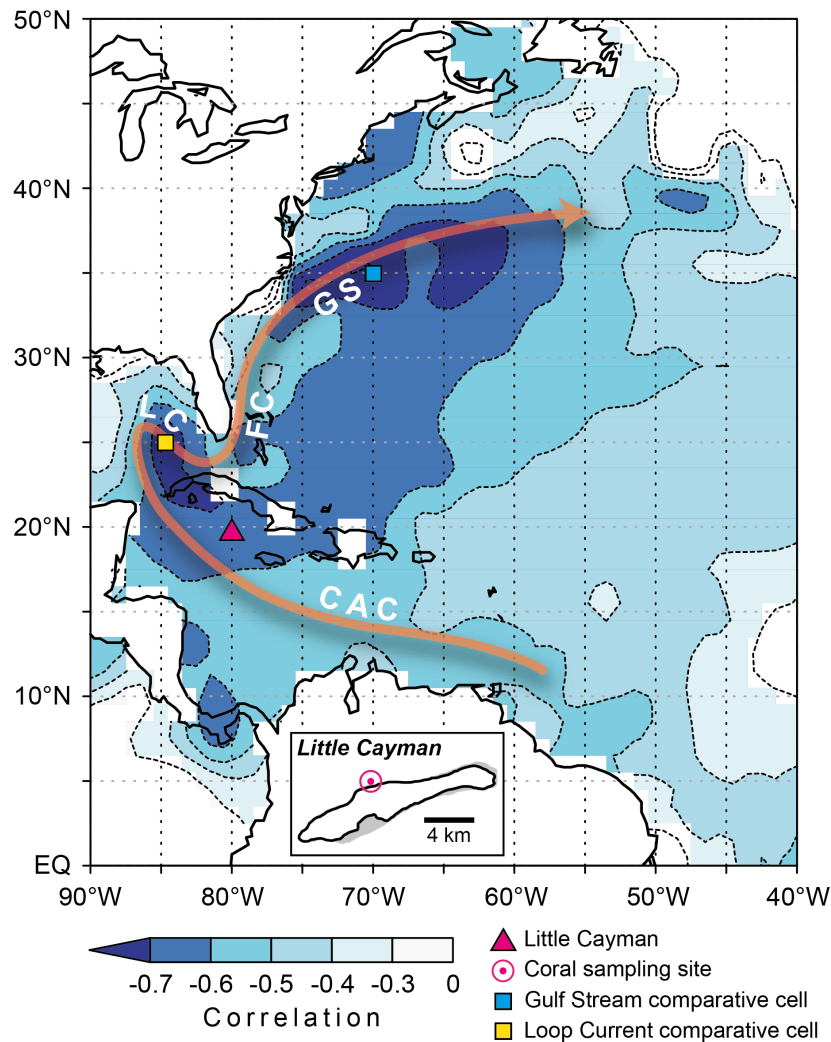 50°N
40°N
30°N
20°N
10°N
EQ
GS
LC
FC
CAC
Little Cayman
4 km
90°W 80°W 70°W 60°W 50°W 40°W
-0.7 -0.6 -0.5 -0.4 -0.3 0
Correlation
Little Cayman
Coral sampling site
Gulf Stream comparative cell
Loop Current comparative cell